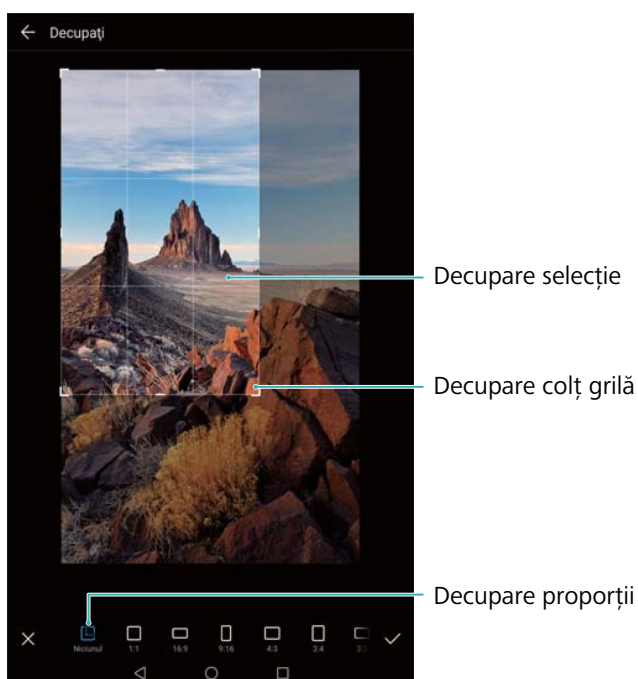 Decupați
Decupare selecție
Decupare colț grilă
Decupare proporții
Niciunul
1:1
16:9
9:16
4:3
3:4